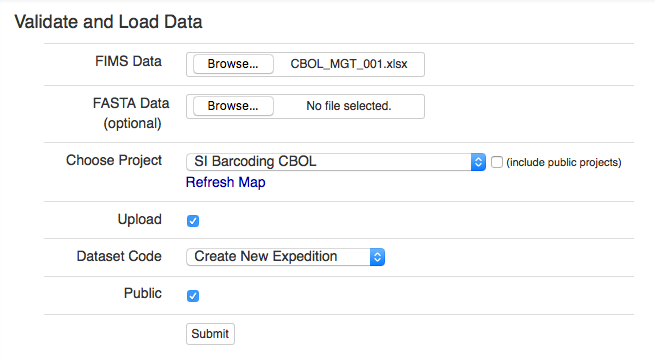 Validate and Load Data
FIMS Data Browse... CBOL_MGT_001.xlsx
FASTA Data Browse... No file selected.
(optional)
Choose Project SI Barcoding CBOL (include public projects)
Refresh Map
Upload
Dataset Code Create New Expedition
Public
Submit